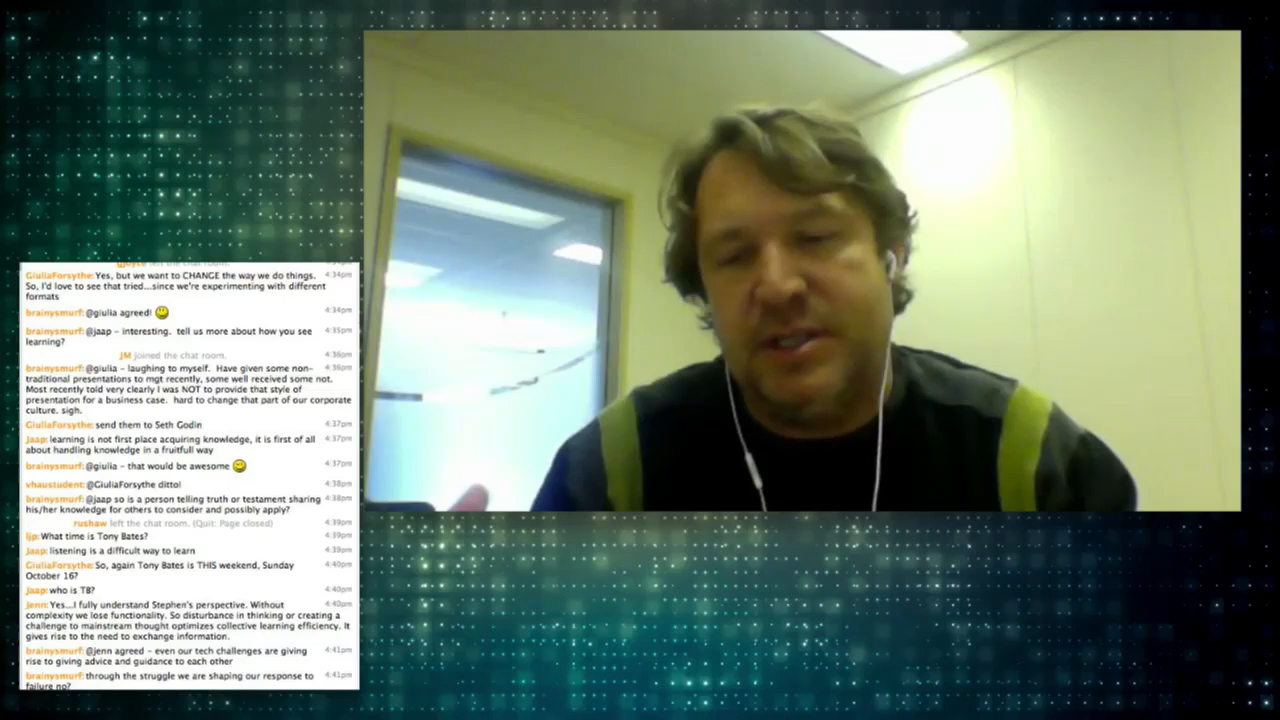 left the chat room.
GiuliaForsythe: Yes, but we want to CHANGE the way we do things. 4:34pm
So, I'd love to see that tried...since we're experimenting with different
formats
brainysmurf: @giulia agreed! 4:34pm
brainysmurf: @jaap - interesting. tell us more about how you see 4:35pm
learning?
JM joined the chat room. 4:36pm
brainysmurf: @giulia - laughing to myself. Have given some non- 4:36pm
traditional presentations to mgt recently, some well received some not.
Most recently told very clearly I was NOT to provide that style of
presentation for a business case. hard to change that part of our corporate
culture. sigh.
GiuliaForsythe: send them to Seth Godin 4:37pm
Jaap: learning is not first place acquiring knowledge, it is first of all 4:37pm
about handling knowledge in a fruitfull way
brainysmurf: @giulia - that would be awesome 4:37pm
vhaustudent: @GiuliaForsythe ditto! 4:38pm
brainysmurf: @jaap so is a person telling truth or testament sharing 4:38pm
his/her knowledge for others to consider and possibly apply?
rushaw left the chat room. (Quit: Page closed) 4:39pm
ljp: What time is Tony Bates? 4:39pm
Jaap: listening is a difficult way to learn 4:39pm
GiuliaForsythe: So, again Tony Bates is THIS weekend, Sunday 4:40pm
October 16?
Jaap: who is TB? 4:40pm
Jenn: Yes...I fully understand Stephen's perspective. Without 4:40pm
complexity we lose functionality. So disturbance in thinking or creating a
challenge to mainstream thought optimizes collective learning efficiency. It
gives rise to the need to exchange information.
brainysmurf: @jenn agreed - even our tech challenges are giving 4:41pm
rise to giving advice and guidance to each other
brainysmurf: through the struggle we are shaping our response to 4:41pm
failure no?